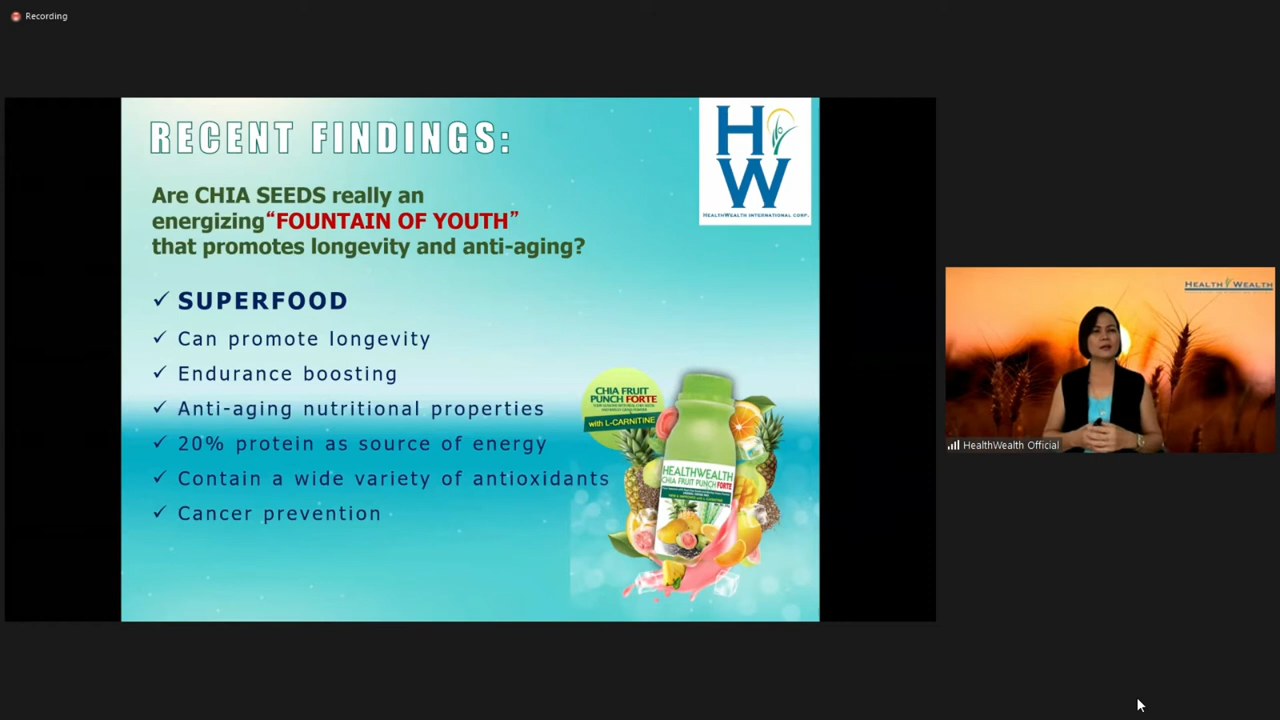 Recording
RECENT FINDINGS:
Are CHIA SEEDS really an
energizing“FOUNTAIN OF YOUTH”
that promotes longevity and anti-aging?
✓ SUPERFOOD
✓ Can promote longevity
✓ Endurance boosting
✓ Anti-aging nutritional properties
✓ 20% protein as source of energy
✓ Contain a wide variety of antioxidants
✓ Cancer prevention
H
W
HEALTHWEALTH INTERNATIONAL CORP.
CHIA FRUIT
PUNCH FORTE
with L-CARNITINE
HEALTHWEALTH
CHIA FRUIT PUNCH FORTE
HEALTH WEALTH
HealthWealth Official